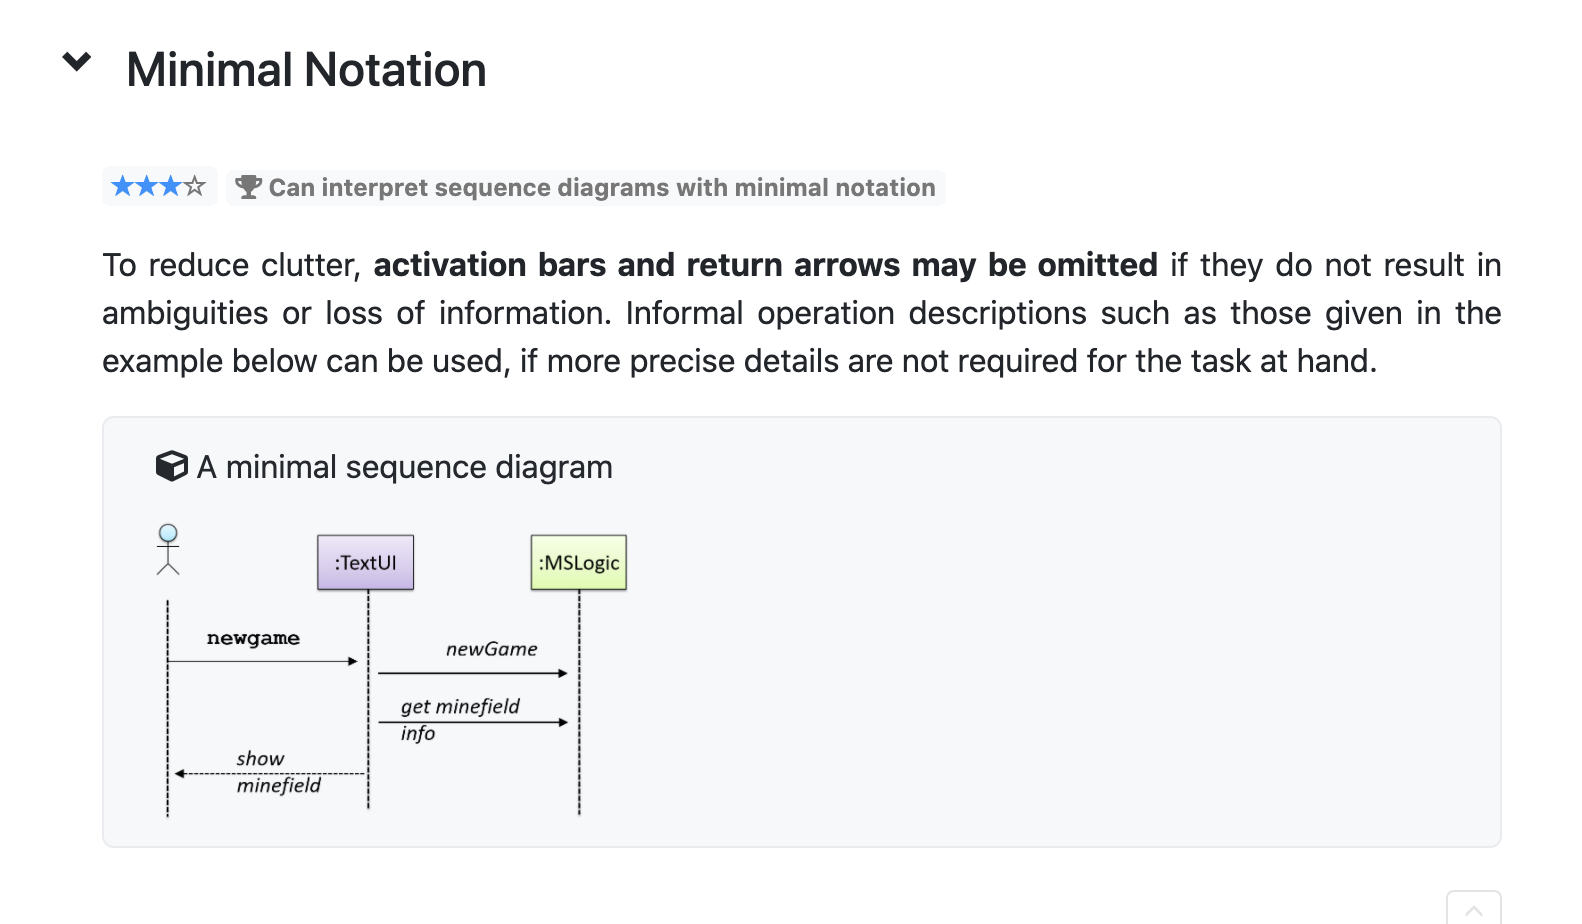 Minimal Notation
Can interpret sequence diagrams with minimal notation
To reduce clutter, activation bars and return arrows may be omitted if they do not result in
ambiguities or loss of information. Informal operation descriptions such as those given in the
example below can be used, if more precise details are not required for the task at hand.
A minimal sequence diagram
:TextUI
:MSLogic
newgame
newGame
get minefield
info
show
minefield